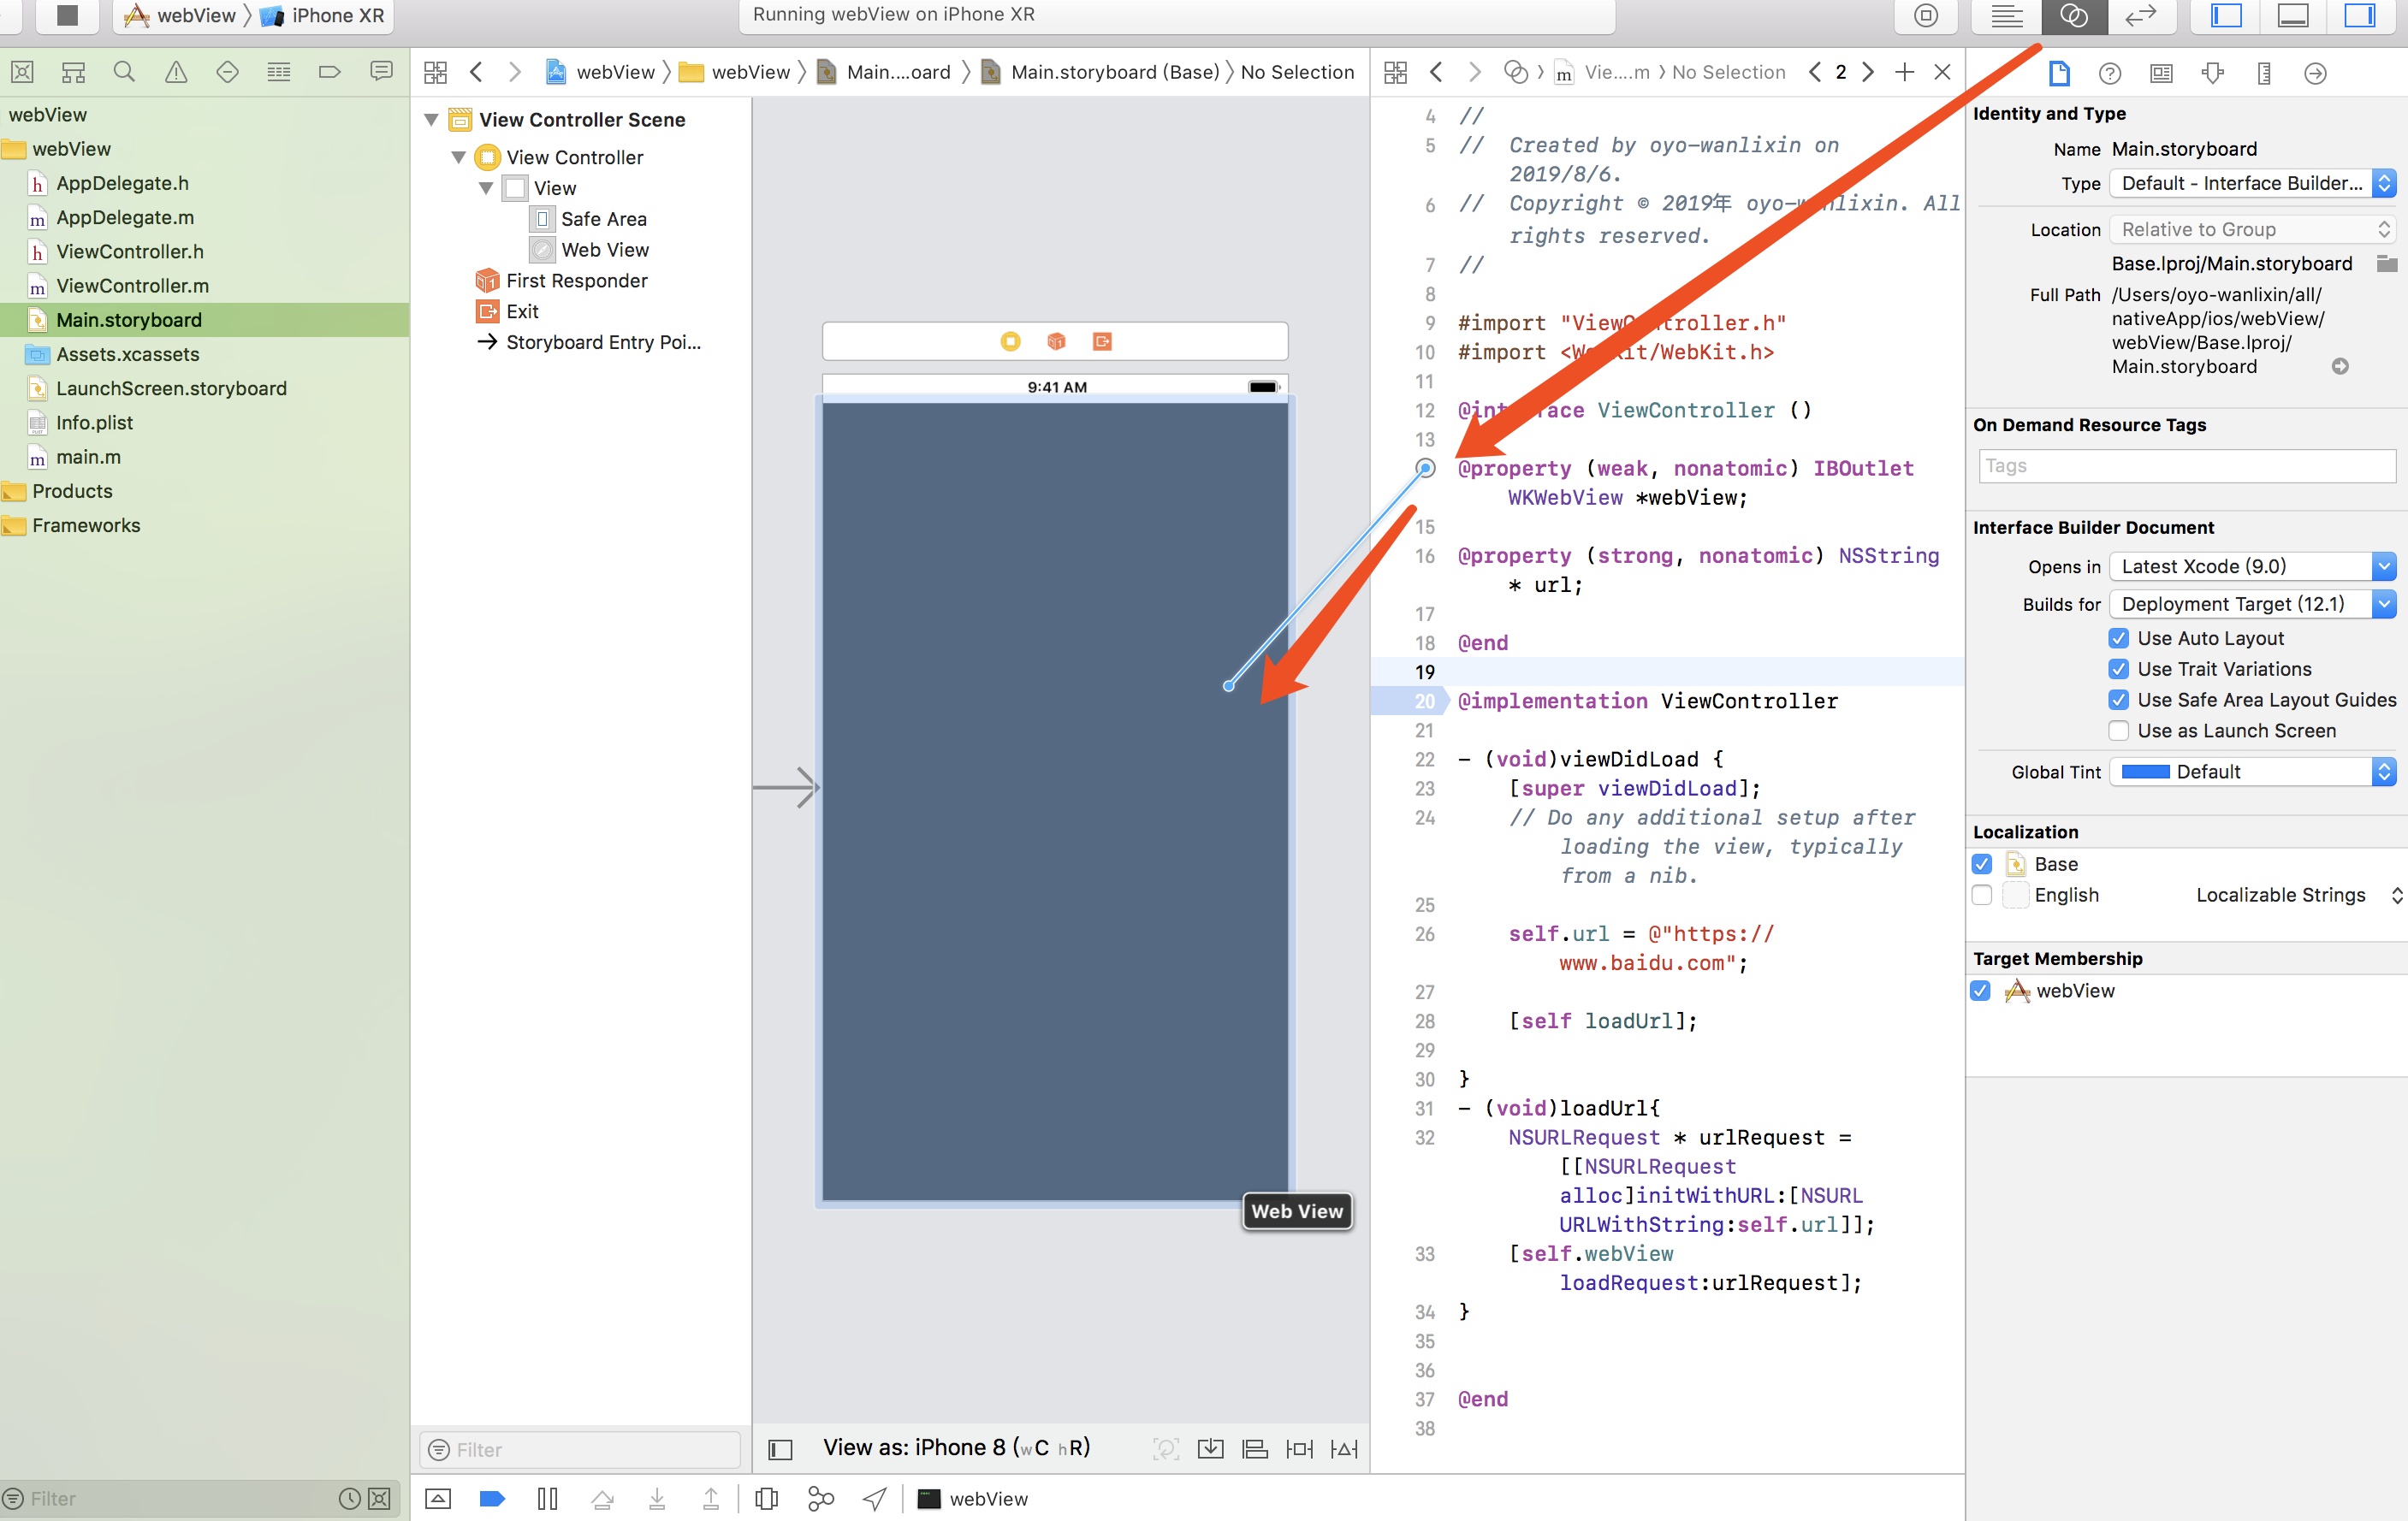 webView
iPhone XR
Running webView on iPhone XR
webView
webView
AppDelegate.h
AppDelegate.m
ViewController.h
ViewController.m
Main.storyboard
Assets.xcassets
LaunchScreen.storyboard
Info.plist
main.m
Products
Frameworks
Filter
webView
webView
Main....oard
Main.storyboard (Base)
No Selection
View Controller Scene
View Controller
View
Safe Area
Web View
First Responder
Exit
Storyboard Entry Poi...
Filter
9:41 AM
Web View
View as: iPhone 8 (wC hR)
webView
Vie....m
No Selection
2
4 //
5 // Created by oyo-wanlixin on
2019/8/6.
6 // Copyright © 2019年 oyo-wanlixin. All
rights reserved.
7 //
8
9 #import "ViewController.h"
10 #import <WebKit/WebKit.h>
11
12 @interface ViewController ()
13
@property (weak, nonatomic) IBOutlet
WKWebView *webView;
15
16 @property (strong, nonatomic) NSString
* url;
17
18 @end
19
20 @implementation ViewController
21
22 - (void)viewDidLoad {
23 [super viewDidLoad];
24 // Do any additional setup after
loading the view, typically
from a nib.
25
26 self.url = @"https://
www.baidu.com";
27
28 [self loadUrl];
29
30 }
31 - (void)loadUrl{
32 NSURLRequest * urlRequest =
[[NSURLRequest
alloc]initWithURL:[NSURL
URLWithString:self.url]];
33 [self.webView
loadRequest:urlRequest];
34 }
35
36
37 @end
38
Identity and Type
Name Main.storyboard
Type Default - Interface Builder...
Location Relative to Group
Base.lproj/Main.storyboard
Full Path /Users/oyo-wanlixin/all/
nativeApp/ios/webView/
webView/Base.lproj/
Main.storyboard
On Demand Resource Tags
Tags
Interface Builder Document
Opens in Latest Xcode (9.0)
Builds for Deployment Target (12.1)
Use Auto Layout
Use Trait Variations
Use Safe Area Layout Guides
Use as Launch Screen
Global Tint Default
Localization
Base
English Localizable Strings
Target Membership
webView